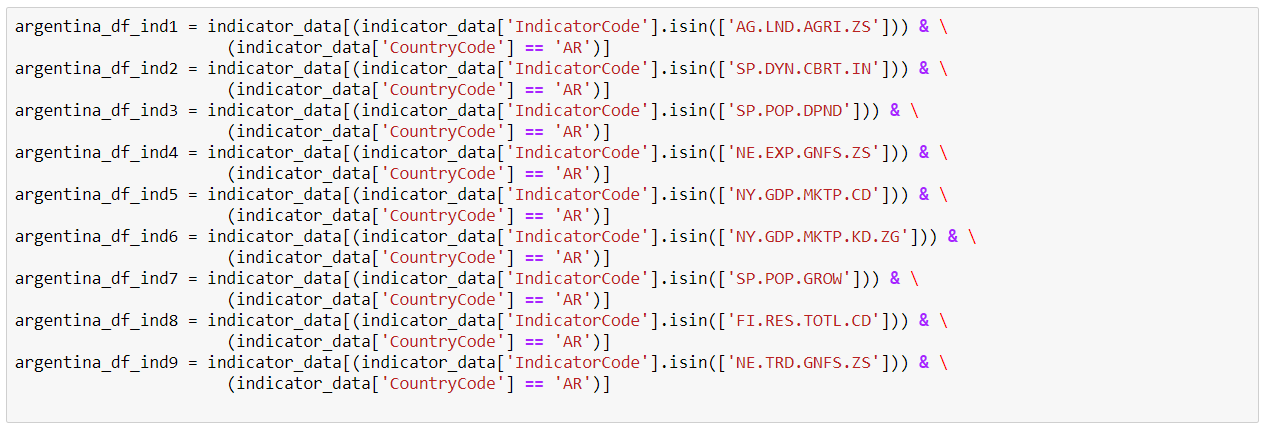 argentina_df_ind1 = indicator_data[(indicator_data['IndicatorCode'].isin(['AG.LND.AGRI.ZS'])) & \
                      (indicator_data['CountryCode'] == 'AR')]
argentina_df_ind2 = indicator_data[(indicator_data['IndicatorCode'].isin(['SP.DYN.CBRT.IN'])) & \
                      (indicator_data['CountryCode'] == 'AR')]
argentina_df_ind3 = indicator_data[(indicator_data['IndicatorCode'].isin(['SP.POP.DPND'])) & \
                      (indicator_data['CountryCode'] == 'AR')]
argentina_df_ind4 = indicator_data[(indicator_data['IndicatorCode'].isin(['NE.EXP.GNFS.ZS'])) & \
                      (indicator_data['CountryCode'] == 'AR')]
argentina_df_ind5 = indicator_data[(indicator_data['IndicatorCode'].isin(['NY.GDP.MKTP.CD'])) & \
                      (indicator_data['CountryCode'] == 'AR')]
argentina_df_ind6 = indicator_data[(indicator_data['IndicatorCode'].isin(['NY.GDP.MKTP.KD.ZG'])) & \
                      (indicator_data['CountryCode'] == 'AR')]
argentina_df_ind7 = indicator_data[(indicator_data['IndicatorCode'].isin(['SP.POP.GROW'])) & \
                      (indicator_data['CountryCode'] == 'AR')]
argentina_df_ind8 = indicator_data[(indicator_data['IndicatorCode'].isin(['FI.RES.TOTL.CD'])) & \
                      (indicator_data['CountryCode'] == 'AR')]
argentina_df_ind9 = indicator_data[(indicator_data['IndicatorCode'].isin(['NE.TRD.GNFS.ZS'])) & \
                      (indicator_data['CountryCode'] == 'AR')]